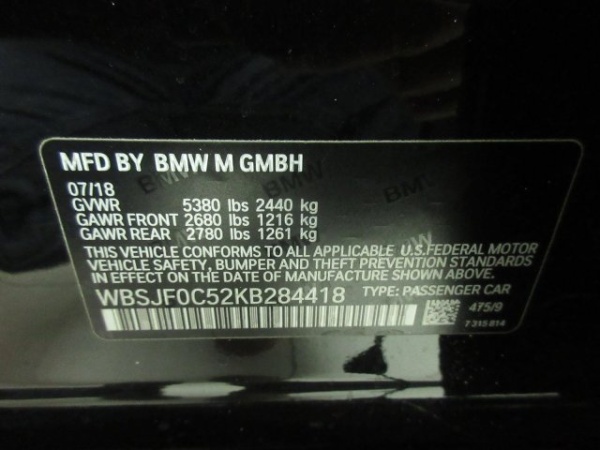 MFD BY BMW M GMBH
07/18
GVWR 5380 lbs 2440 kg
GAWR FRONT 2680 lbs 1216 kg
GAWR REAR 2780 lbs 1261 kg
THIS VEHICLE CONFORMS TO ALL APPLICABLE U.S. FEDERAL MOTOR
VEHICLE SAFETY, BUMPER AND THEFT PREVENTION STANDARDS
IN EFFECT ON THE DATE OF MANUFACTURE SHOWN ABOVE.
WBSJF0C52KB284418 TYPE: PASSENGER CAR
475/9
7 315 814